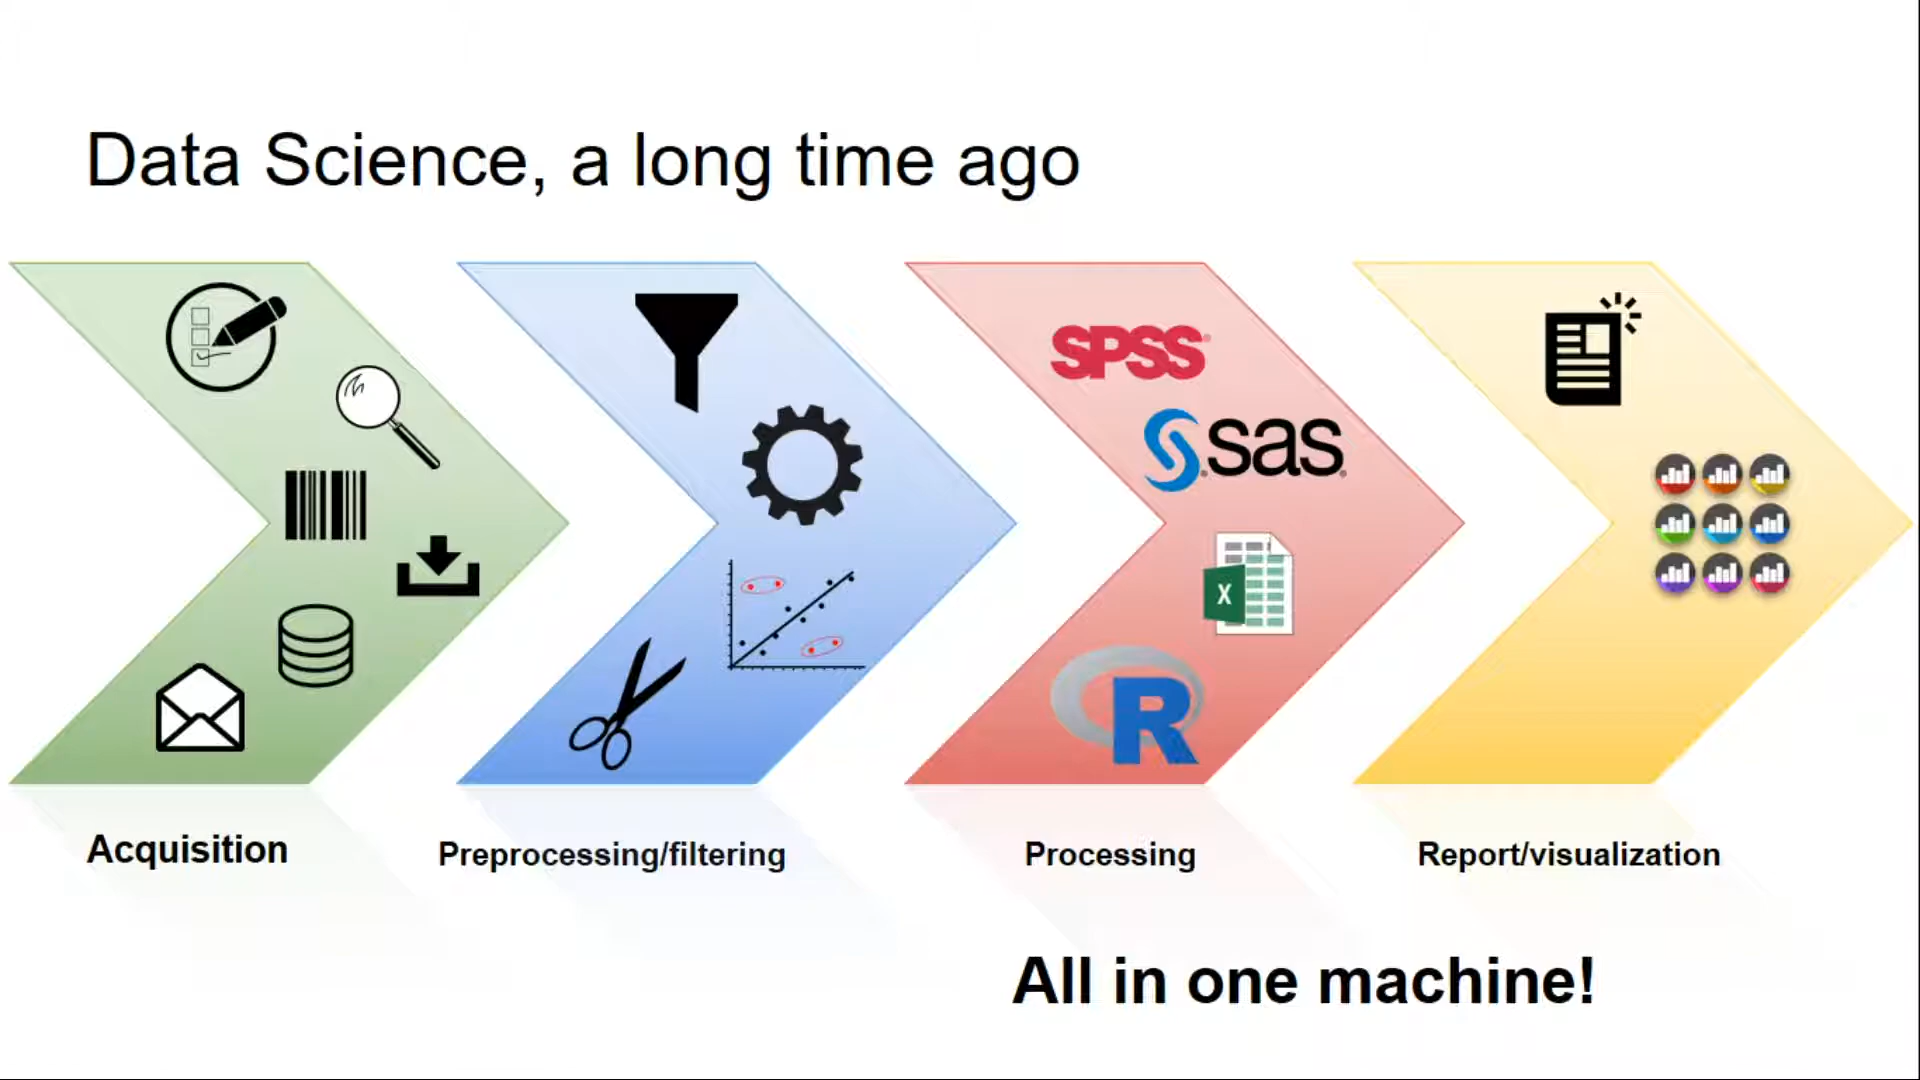 Data Science, a long time ago
SPSS
sas
X
R
Acquisition
Preprocessing/filtering
Processing
Report/visualization
All in one machine!